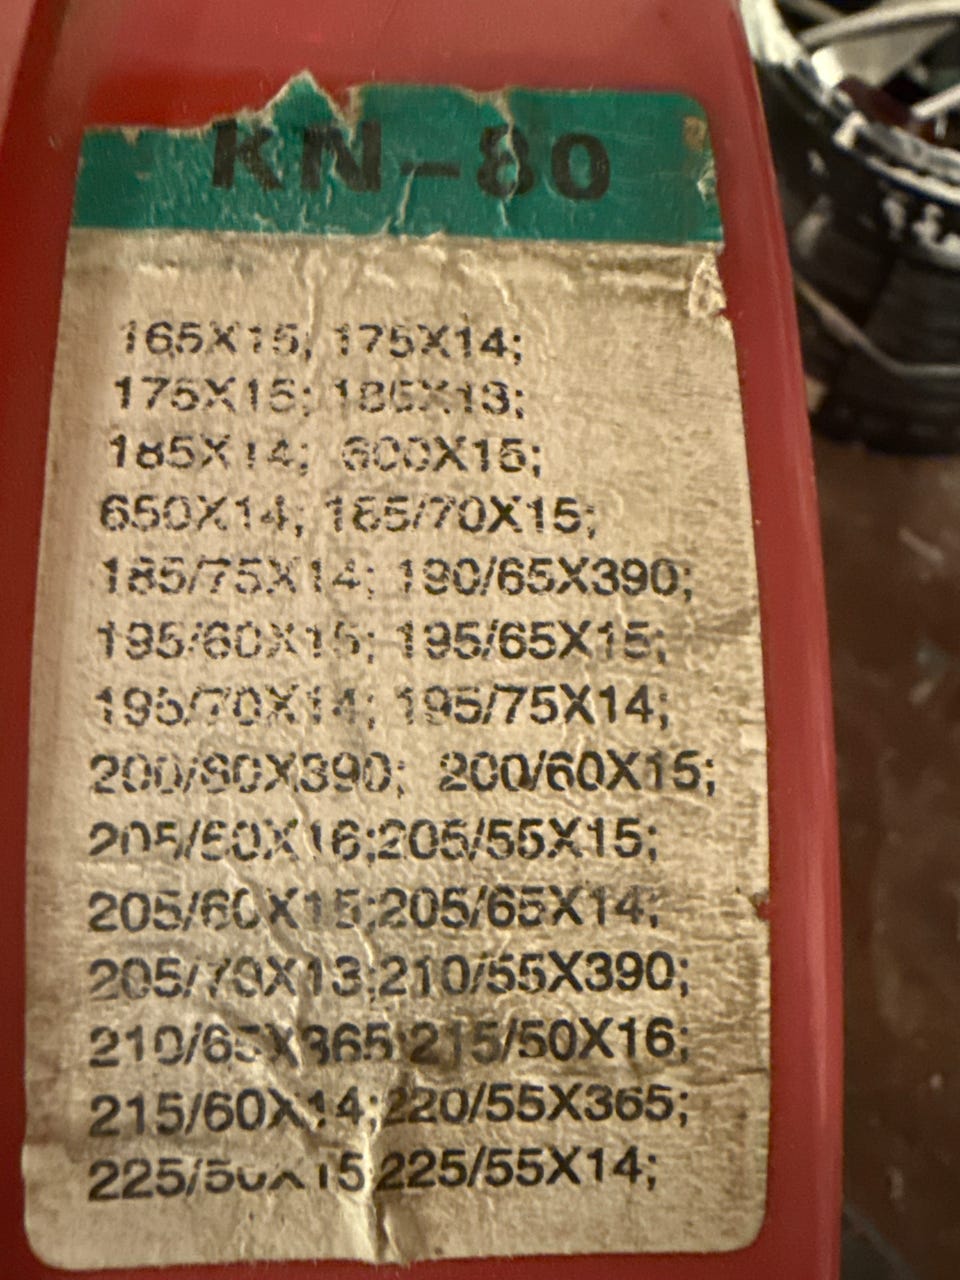 KN-80
165X15; 175X14;
175X15; 185X13;
185X14; 600X15;
650X14; 185/70X15;
185/75X14; 190/65X390;
195/60X15; 195/65X15;
195/70X14; 195/75X14;
200/60X390; 200/60X15;
205/50X16;205/55X15;
205/60X15;205/65X14;
205/70X13;210/55X390;
210/65X365;215/50X16;
215/60X14;220/55X365;
225/50X15 225/55X14;